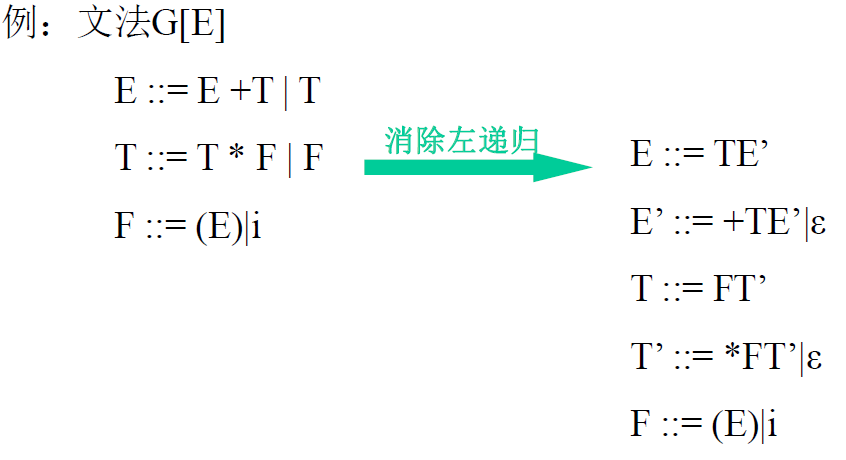 例：文法G[E]
E ::= E +T | T
T ::= T * F | F
F ::= (E)|i
消除左递归
E ::= TE’
E’ ::= +TE’|ε
T ::= FT’
T’ ::= *FT’|ε
F ::= (E)|i